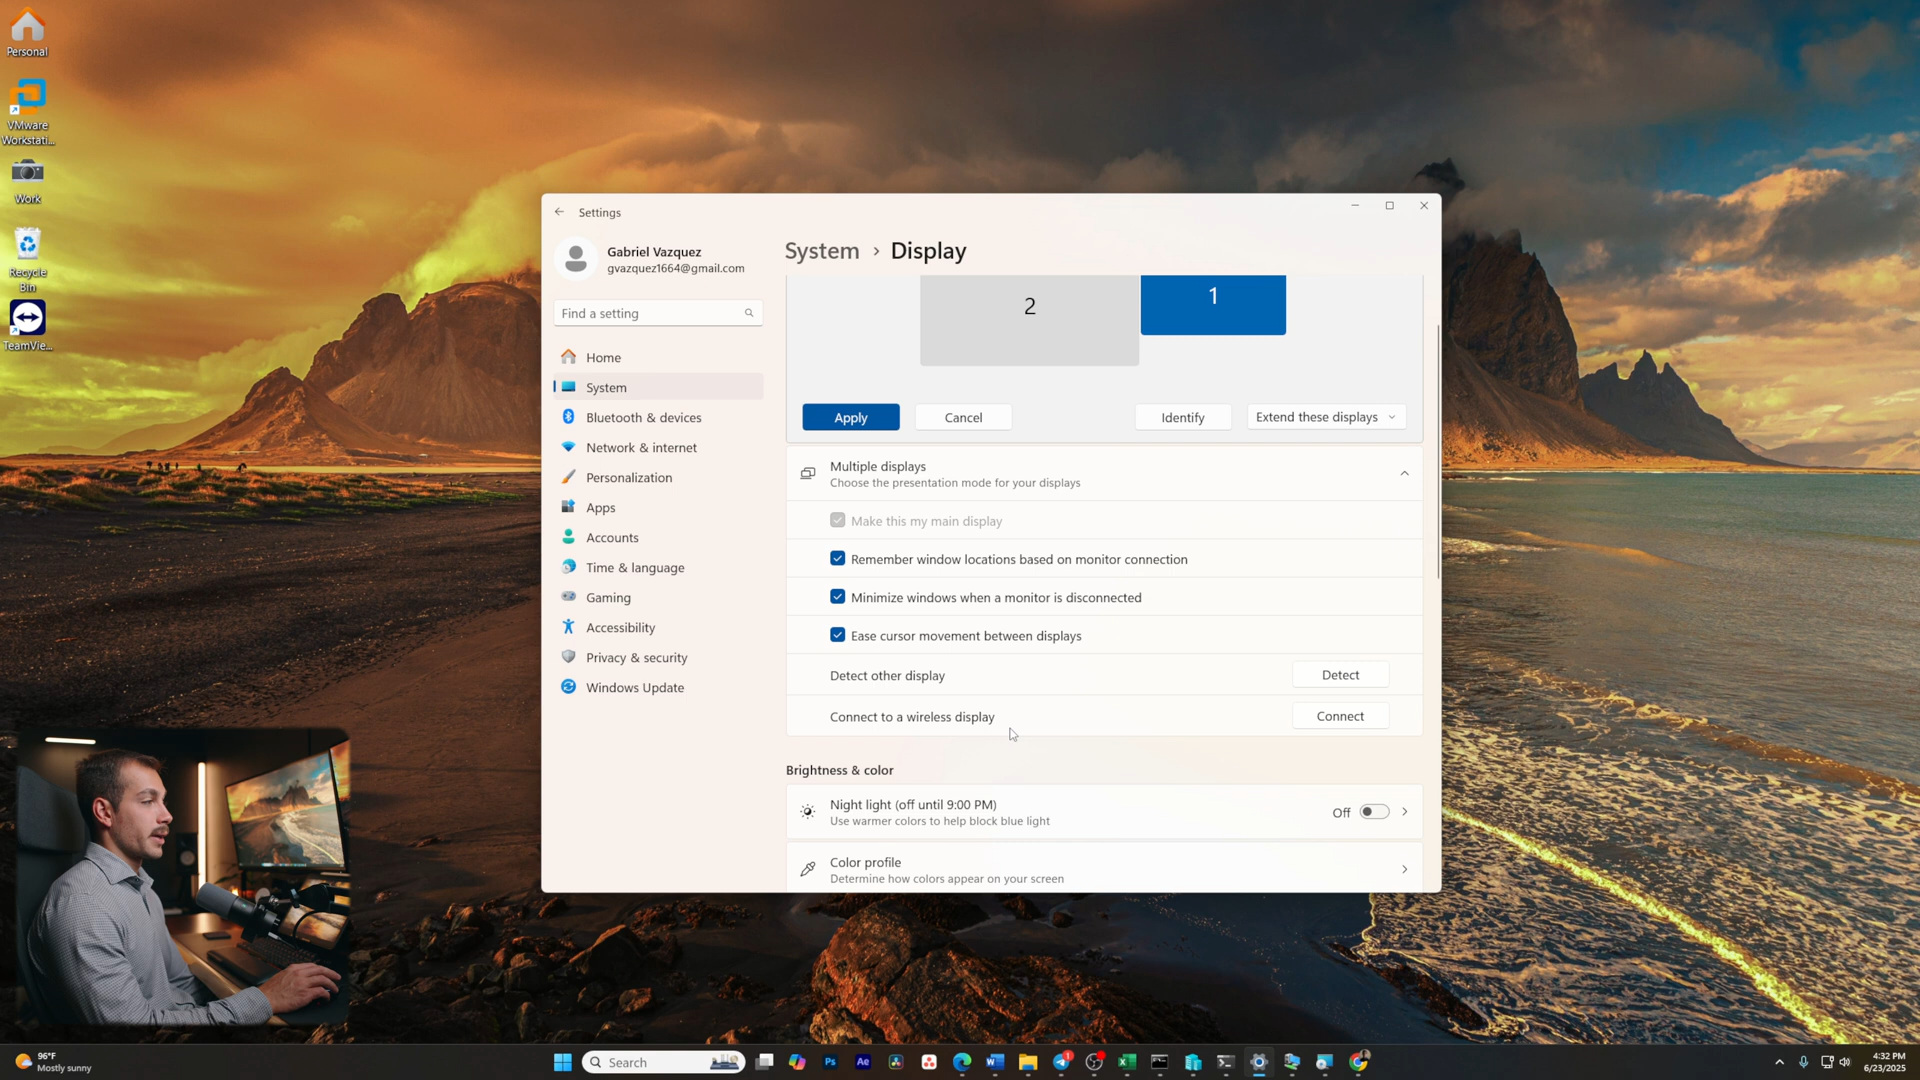 Personal
VMware
Workstati...
Work
Recycle
Bin
TeamVie...
Settings
Gabriel Vazquez
gvazquez1664@gmail.com
Find a setting
Home
System
Bluetooth & devices
Network & internet
Personalization
Apps
Accounts
Time & language
Gaming
Accessibility
Privacy & security
Windows Update
System › Display
2
1
Apply
Cancel
Identify
Extend these displays
Multiple displays
Choose the presentation mode for your displays
Make this my main display
Remember window locations based on monitor connection
Minimize windows when a monitor is disconnected
Ease cursor movement between displays
Detect other display
Detect
Connect to a wireless display
Connect
Brightness & color
Night light (off until 9:00 PM)
Use warmer colors to help block blue light
Off
Color profile
Determine how colors appear on your screen
96°F
Mostly sunny
Search
Ps
Ae
W
1
X
4:32 PM
6/23/2025